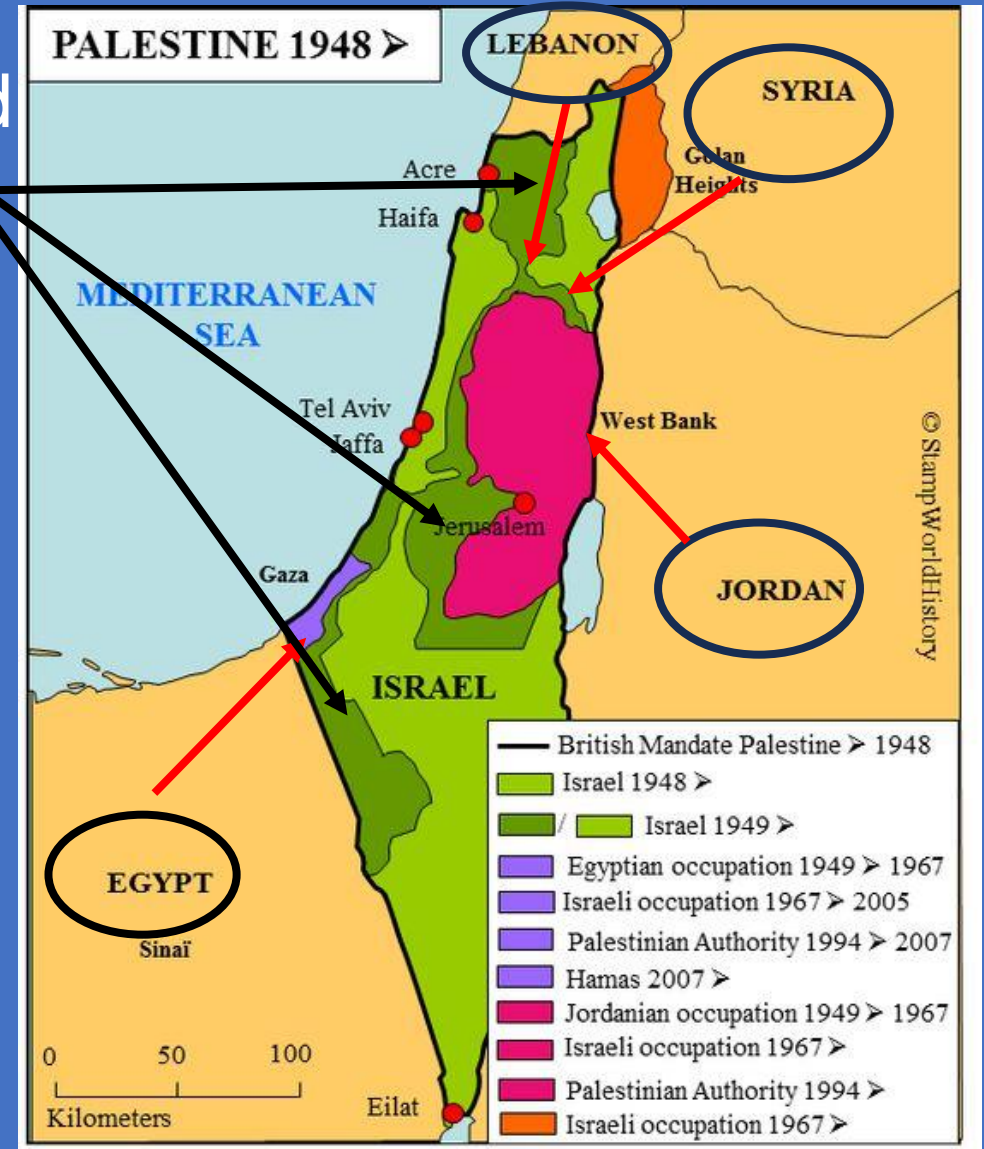 PALESTINE 1948 ➤
d
LEBANON
SYRIA
Golan
Heights
Acre
Haifa
MEDITERRANEAN
SEA
Tel Aviv
Jaffa
West Bank
Jerusalem
Gaza
JORDAN
© StampWorldHistory
ISRAEL
EGYPT
Sinaï
British Mandate Palestine ➤ 1948
Israel 1948 ➤
/ Israel 1949 ➤
Egyptian occupation 1949 ➤ 1967
Israeli occupation 1967 ➤ 2005
Palestinian Authority 1994 ➤ 2007
Hamas 2007 ➤
Jordanian occupation 1949 ➤ 1967
Israeli occupation 1967 ➤
Palestinian Authority 1994 ➤
Israeli occupation 1967 ➤
0 50 100
Kilometers
Eilat